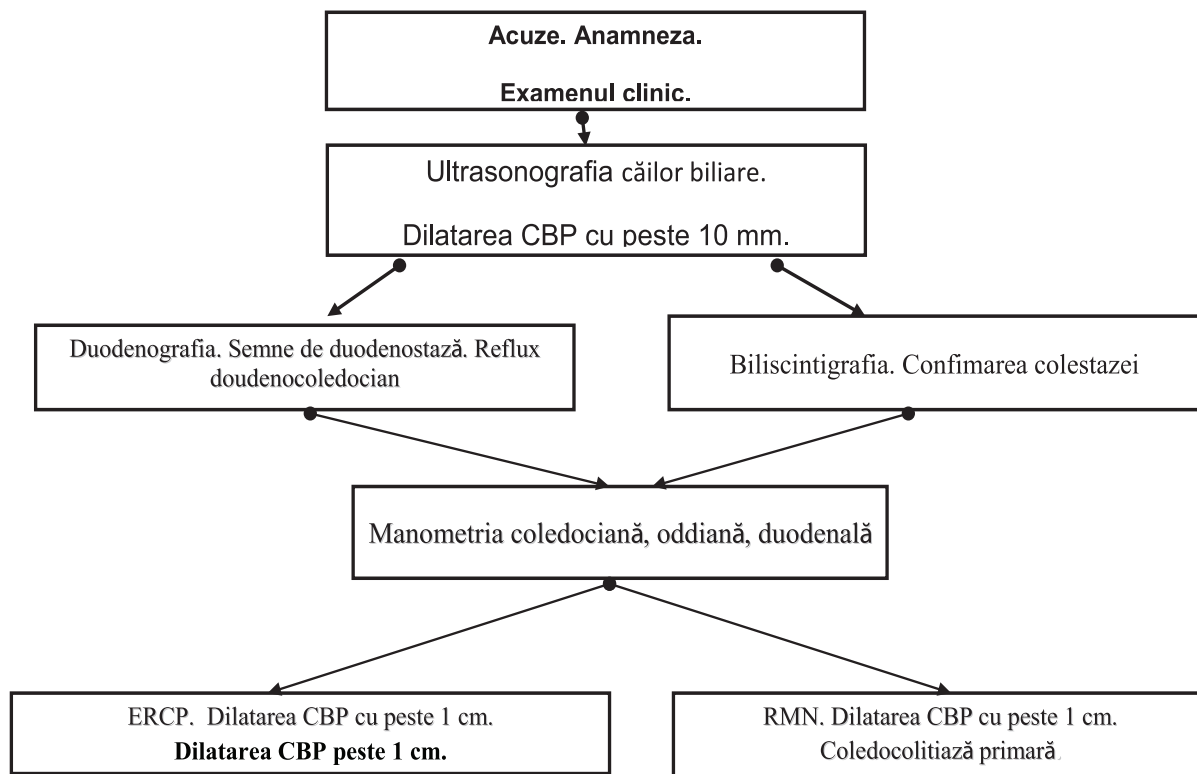 Acuze. Anamneza.
Examenul clinic.
Ultrasonografia căilor biliare.
Dilatarea CBP cu peste 10 mm.
Duodenografia. Semne de duodenostază. Reflux
doudenocoledocian
Biliscintigrafia. Confimarea colestazei
Manometria coledociană, oddiană, duodenală
ERCP. Dilatarea CBP cu peste 1 cm.
Dilatarea CBP peste 1 cm.
RMN. Dilatarea CBP cu peste 1 cm.
Coledocolitiază primară.